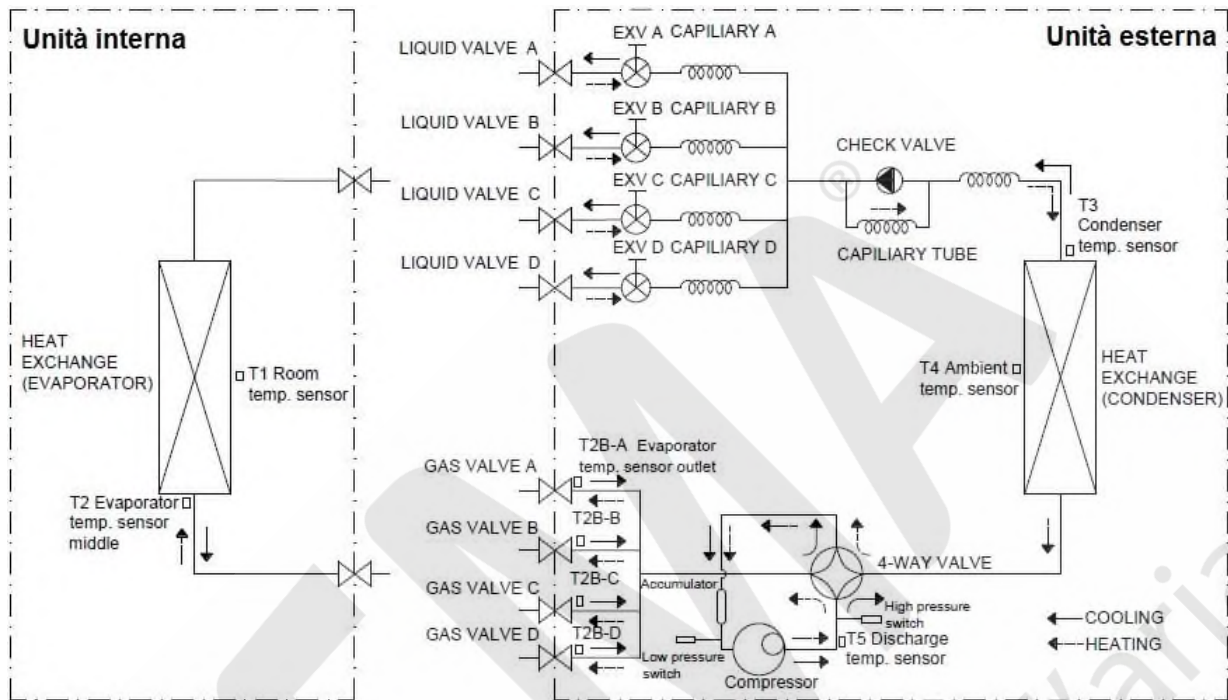 Unità interna
Unità esterna
EXV A CAPILIARY A
LIQUID VALVE A
EXV B CAPILIARY B
LIQUID VALVE B
CHECK VALVE
EXV C CAPILIARY C
LIQUID VALVE C
T3
Condenser
temp. sensor
EXV D CAPILIARY D
CAPILIARY TUBE
LIQUID VALVE D
HEAT
EXCHANGE
(EVAPORATOR)
T1 Room
temp. sensor
T4 Ambient
temp. sensor
HEAT
EXCHANGE
(CONDENSER)
T2B-A Evaporator
temp. sensor outlet
GAS VALVE A
T2 Evaporator
temp. sensor
middle
T2B-B
GAS VALVE B
4-WAY VALVE
T2B-C
Accumulator
GAS VALVE C
High pressure
switch
COOLING
T2B-D
GAS VALVE D
T5 Discharge
temp. sensor
HEATING
Low pressure
switch
Compressor
®